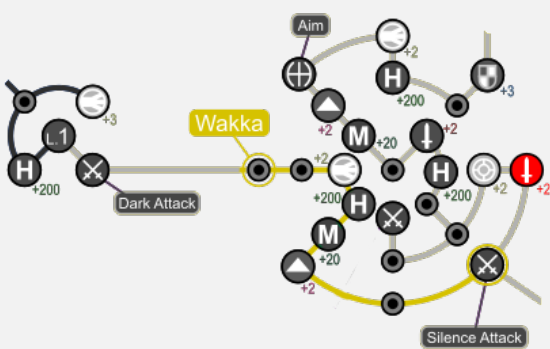 Aim
+2
H
+200
+3
+2
M
+20
+2
+3
L.1
Wakka
H
+200
Dark Attack
+2
H
+200
+2
+2
+200
H
M
+20
+2
Silence Attack